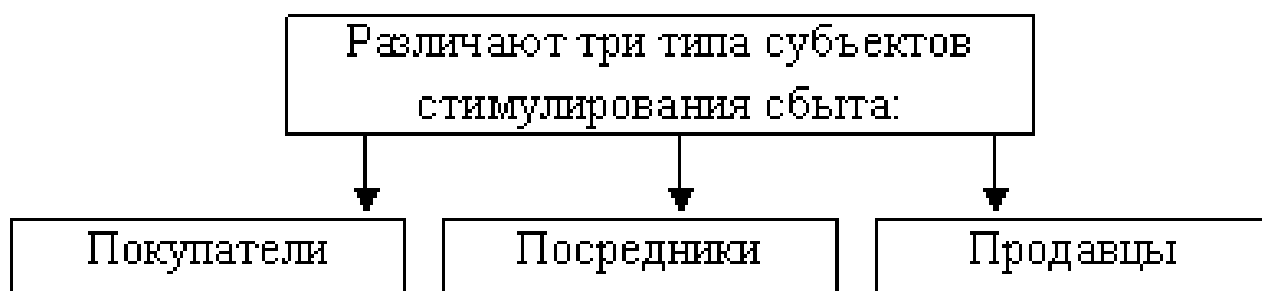 Различают три типа субъектов
стимулирования сбыта:
Покупатели
Посредники
Продавцы